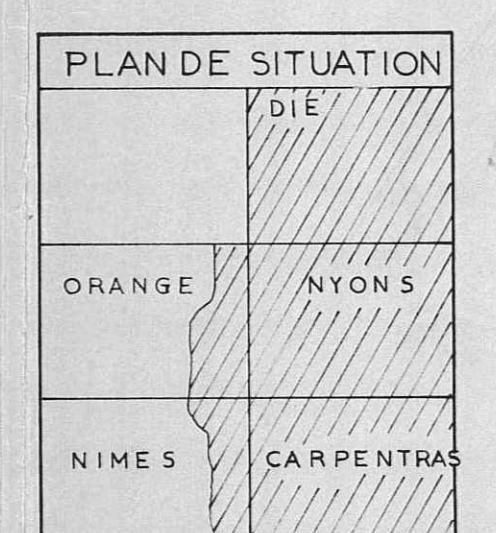 PLAN DE SITUATION
DIE
ORANGE NYONS
NIMES CARPENTRAS